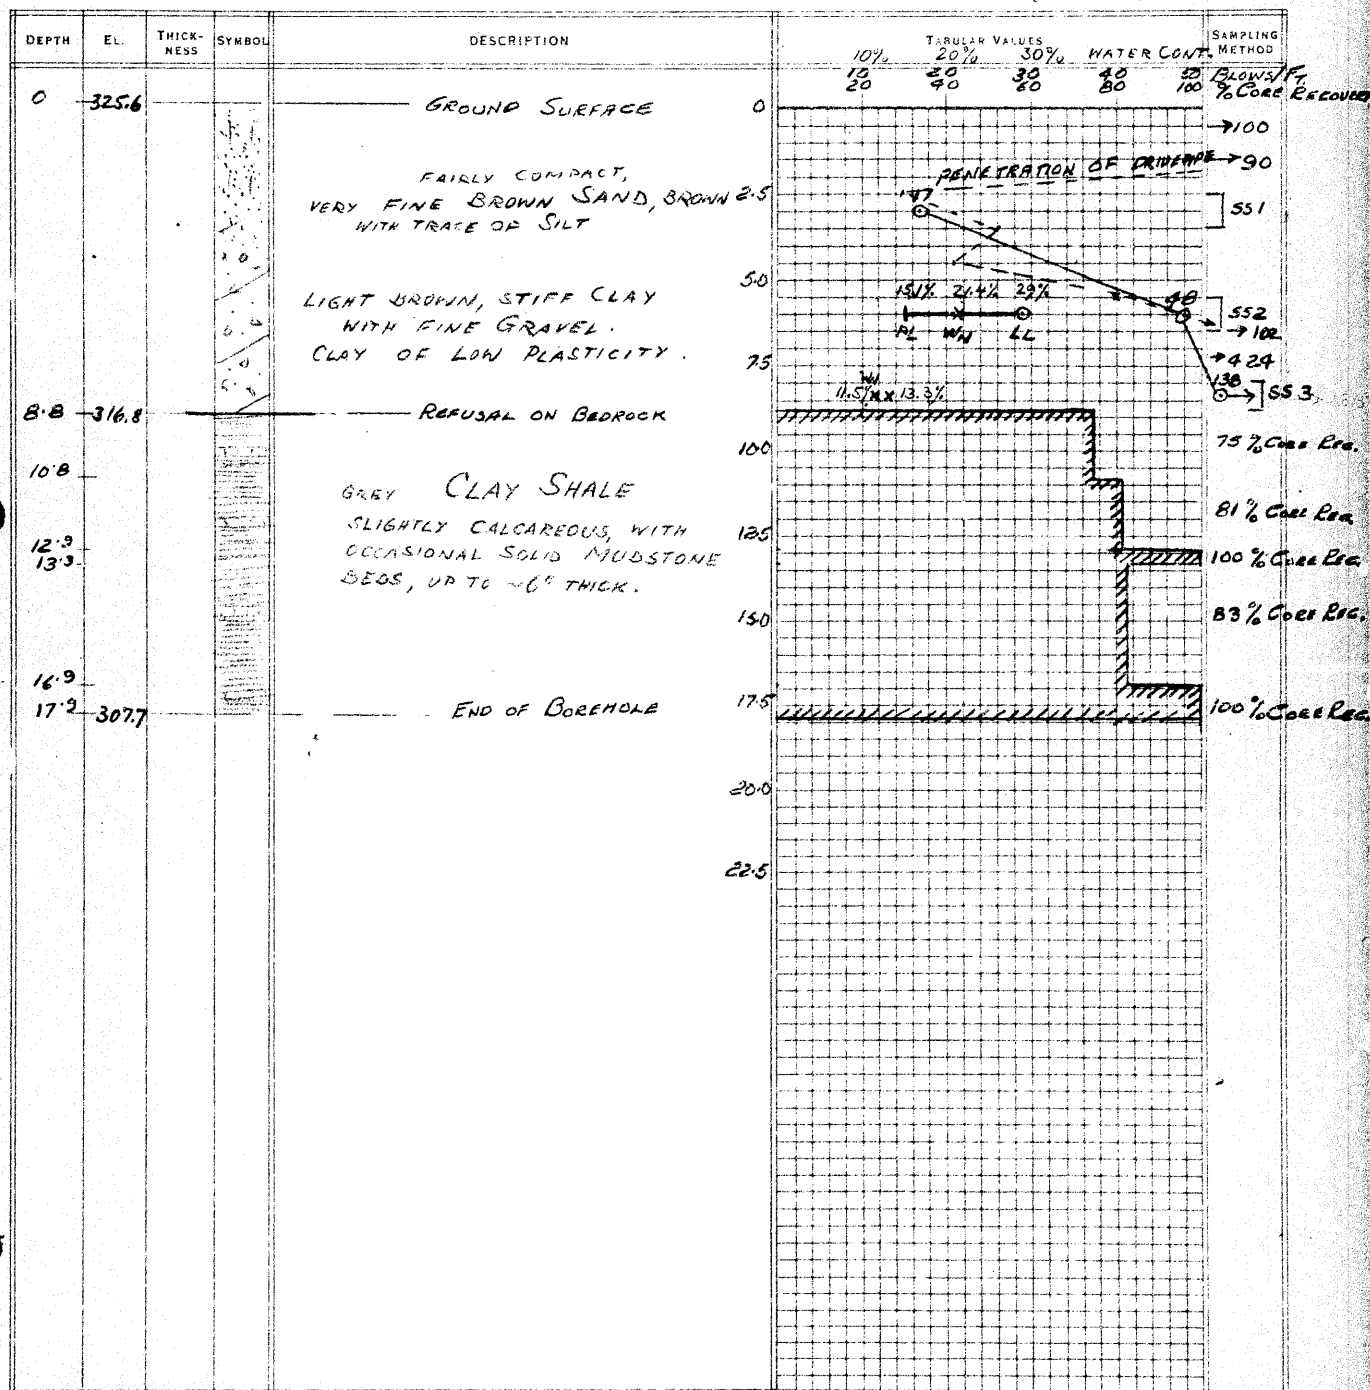 DEPTH EL. THICK-NESS SYMBOL DESCRIPTION TABULAR VALUES SAMPLING METHOD
10% 20% 30% WATER CONT.
10 20 30 40 50 BLOWS/FT.
20 40 60 80 100 % CORE RECOVERED
0 325.6 GROUND SURFACE 0
→100
PENETRATION OF DRIVEPIPE →90
FAIRLY COMPACT,
VERY FINE BROWN SAND, BROWN 2.5
WITH TRACE OF SILT
SS1
5.0
LIGHT BROWN, STIFF CLAY
WITH FINE GRAVEL.
CLAY OF LOW PLASTICITY.
15.1% 21.4% 29% 48 SS2
PL WN LL →102
7.5 →424
138 SS3
WN
11.5% x x 13.3%
8.8 316.8 REFUSAL ON BEDROCK
10.0 75% CORE REC.
10.8
GREY CLAY SHALE
SLIGHTLY CALCAREOUS, WITH 12.5 81% CORE REC.
OCCASIONAL SOLID MUDSTONE
BEDS, UP TO ~6" THICK.
12.9
13.3 100% CORE REC.
15.0 83% CORE REC.
16.9
17.5
17.9 307.7 END OF BOREHOLE 100% CORE REC.
20.0
22.5